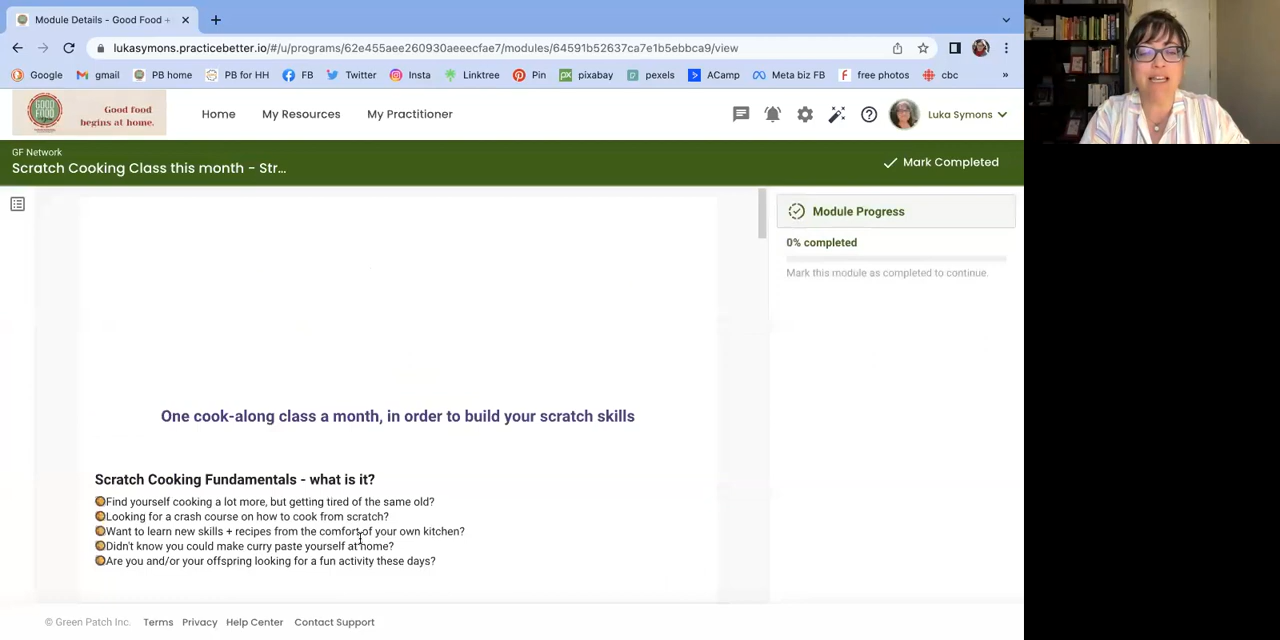 Module Details - Good Food +
lukasymons.practicebetter.io/#/u/programs/62e455aee260930aeeecfae7/modules/64591b52637ca7e1b5ebbca9/view
Google gmail PB home PB for HH FB Twitter Insta Linktree Pin pixabay pexels ACamp Meta biz FB free photos cbc »
GOOD FOOD
Good food
begins at home.
Home My Resources My Practitioner Luka Symons
GF Network
Scratch Cooking Class this month - Str...
Mark Completed
Module Progress
0% completed
Mark this module as completed to continue.
One cook-along class a month, in order to build your scratch skills
Scratch Cooking Fundamentals - what is it?
Find yourself cooking a lot more, but getting tired of the same old?
Looking for a crash course on how to cook from scratch?
Want to learn new skills + recipes from the comfort of your own kitchen?
Didn't know you could make curry paste yourself at home?
Are you and/or your offspring looking for a fun activity these days?
© Green Patch Inc. Terms Privacy Help Center Contact Support